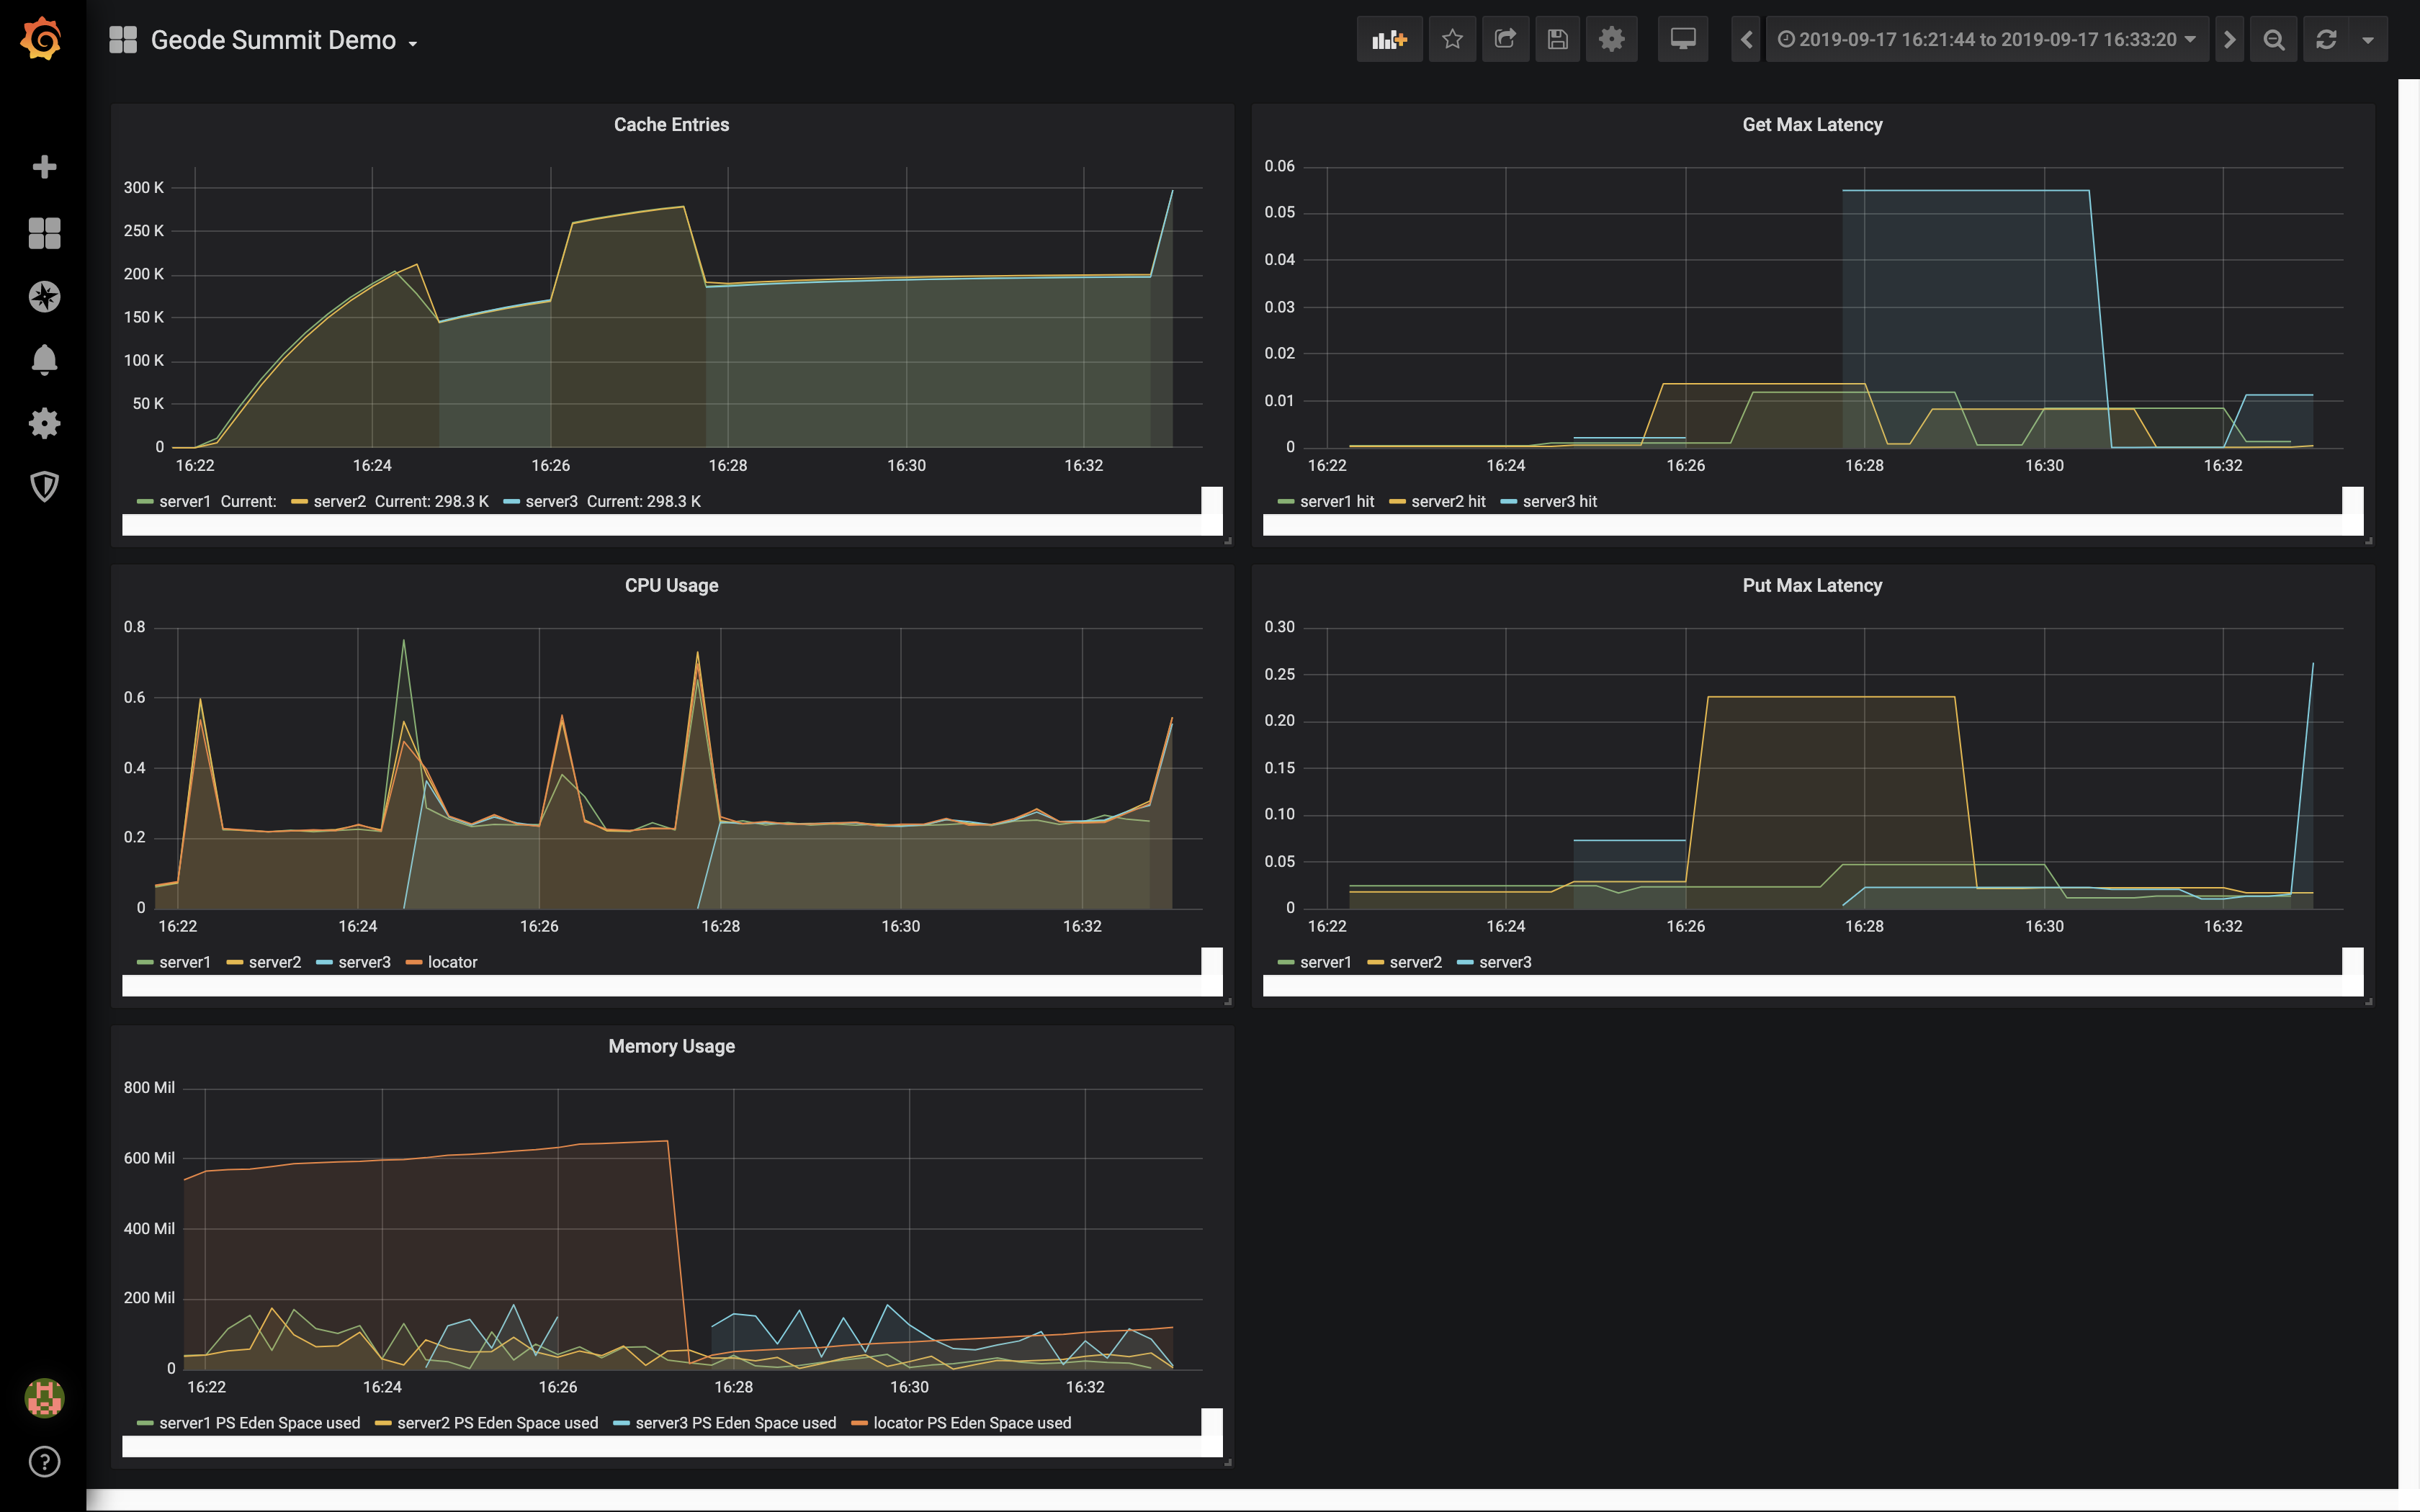 Geode Summit Demo
2019-09-17 16:21:44 to 2019-09-17 16:33:20
Cache Entries
300 K
250 K
200 K
150 K
100 K
50 K
0
16:22 16:24 16:26 16:28 16:30 16:32
server1 Current: server2 Current: 298.3 K server3 Current: 298.3 K
Get Max Latency
0.06
0.05
0.04
0.03
0.02
0.01
0
16:22 16:24 16:26 16:28 16:30 16:32
server1 hit server2 hit server3 hit
CPU Usage
0.8
0.6
0.4
0.2
0
16:22 16:24 16:26 16:28 16:30 16:32
server1 server2 server3 locator
Put Max Latency
0.30
0.25
0.20
0.15
0.10
0.05
0
16:22 16:24 16:26 16:28 16:30 16:32
server1 server2 server3
Memory Usage
800 Mil
600 Mil
400 Mil
200 Mil
0
16:22 16:24 16:26 16:28 16:30 16:32
server1 PS Eden Space used server2 PS Eden Space used server3 PS Eden Space used locator PS Eden Space used